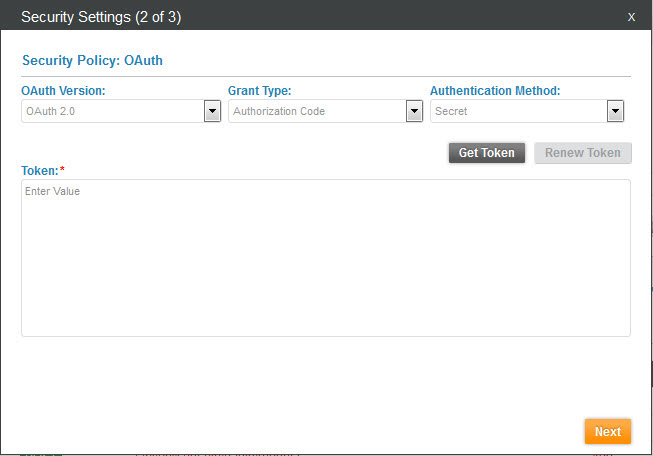 Security Settings (2 of 3) X
Security Policy: OAuth
OAuth Version: Grant Type: Authentication Method:
OAuth 2.0 Authorization Code Secret
Get Token Renew Token
Token:*
Enter Value
Next